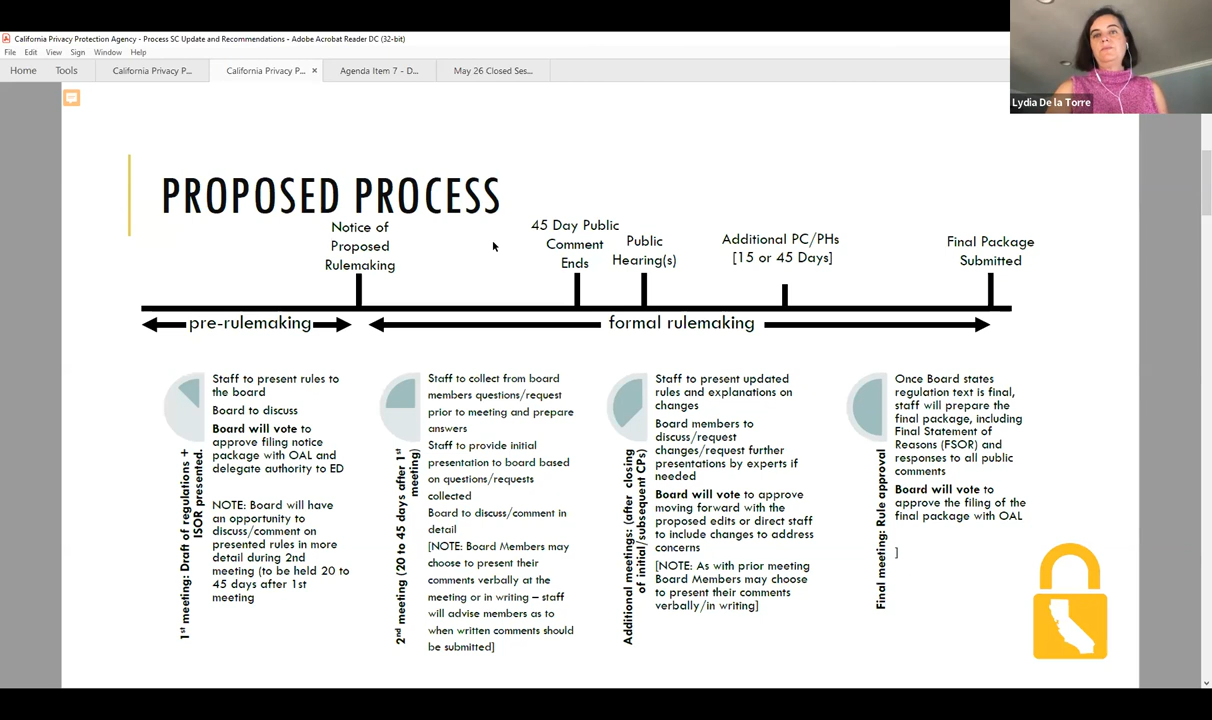 California Privacy Protection Agency - Process SC Update and Recommendations - Adobe Acrobat Reader DC (32-bit)
File Edit View Sign Window Help
Home Tools California Privacy P... California Privacy P... × Agenda Item 7 - D... May 26 Closed Ses...
Lydia De la Torre
PROPOSED PROCESS
Notice of
Proposed
Rulemaking
45 Day Public
Comment
Ends
Public
Hearing(s)
Additional PC/PHs
[15 or 45 Days]
Final Package
Submitted
pre-rulemaking
formal rulemaking
1st meeting: Draft of regulations +
ISOR presented.
Staff to present rules to
the board
Board to discuss
Board will vote to
approve filing notice
package with OAL and
delegate authority to ED
NOTE: Board will have
an opportunity to
discuss/comment on
presented rules in more
detail during 2nd
meeting (to be held 20 to
45 days after 1st
meeting
2nd meeting (20 to 45 days after 1st
meeting)
Staff to collect from board
members questions/request
prior to meeting and prepare
answers
Staff to provide initial
presentation to board based
on questions/requests
collected
Board to discuss/comment in
detail
[NOTE: Board Members may
choose to present their
comments verbally at the
meeting or in writing – staff
will advise members as to
when written comments should
be submitted]
Additional meetings: (after closing
of initial/subsequent CPs)
Staff to present updated
rules and explanations on
changes
Board members to
discuss/request
changes/request further
presentations by experts if
needed
Board will vote to approve
moving forward with the
proposed edits or direct staff
to include changes to address
concerns
[NOTE: As with prior meeting
Board Members may choose
to present their comments
verbally/in writing]
Final meeting: Rule approval
Once Board states
regulation text is final,
staff will prepare the
final package, including
Final Statement of
Reasons (FSOR) and
responses to all public
comments
Board will vote to
approve the filing of the
final package with OAL
]